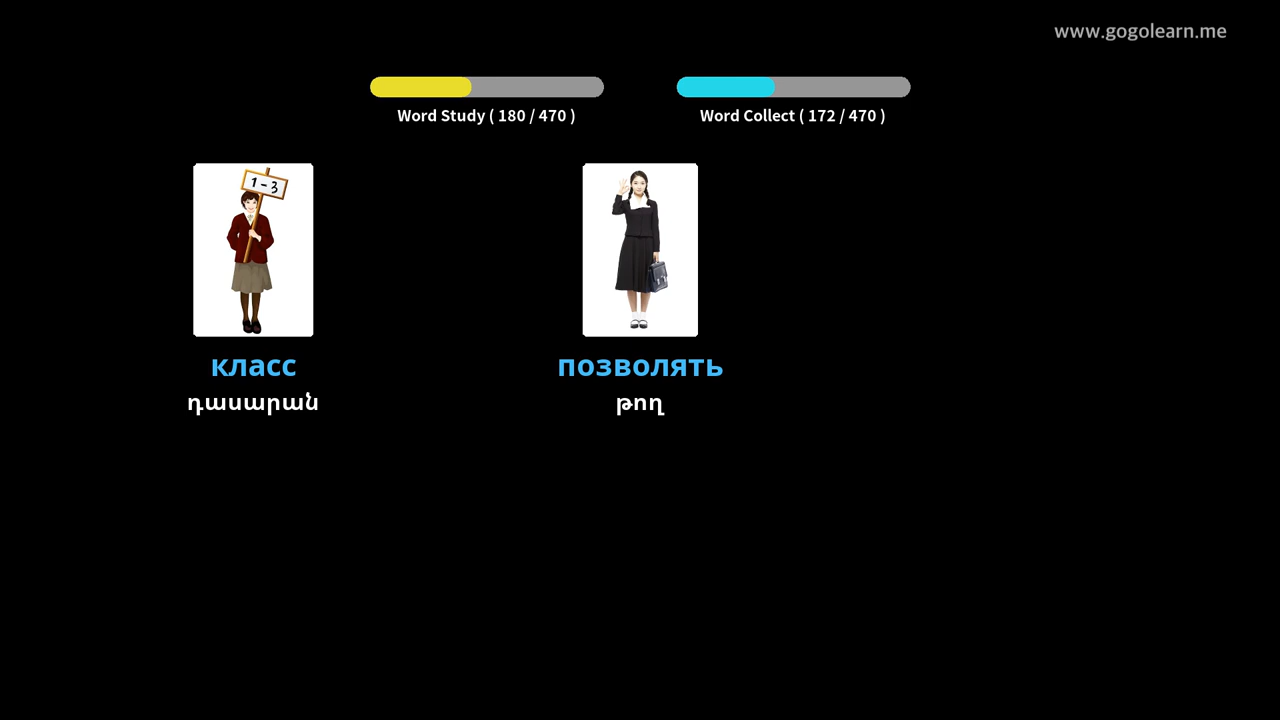 www.gogolearn.me
Word Study ( 180 / 470 )
Word Collect ( 172 / 470 )
1 - 3
класс
позволять
դասարան
թող